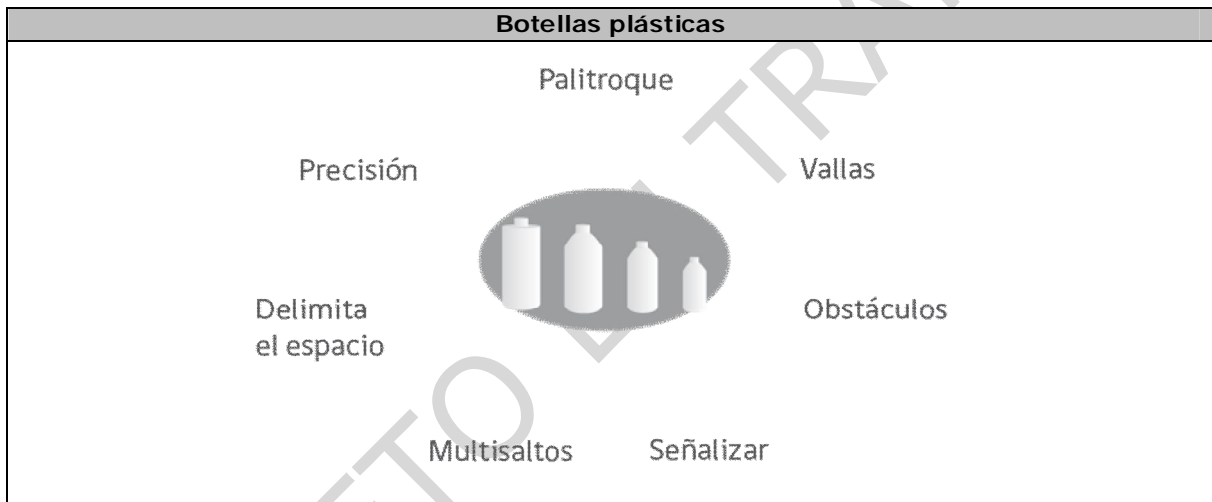 Botellas plásticas
Palitroque
Precisión
Vallas
Delimita
el espacio
Obstáculos
Multisaltos
Señalizar